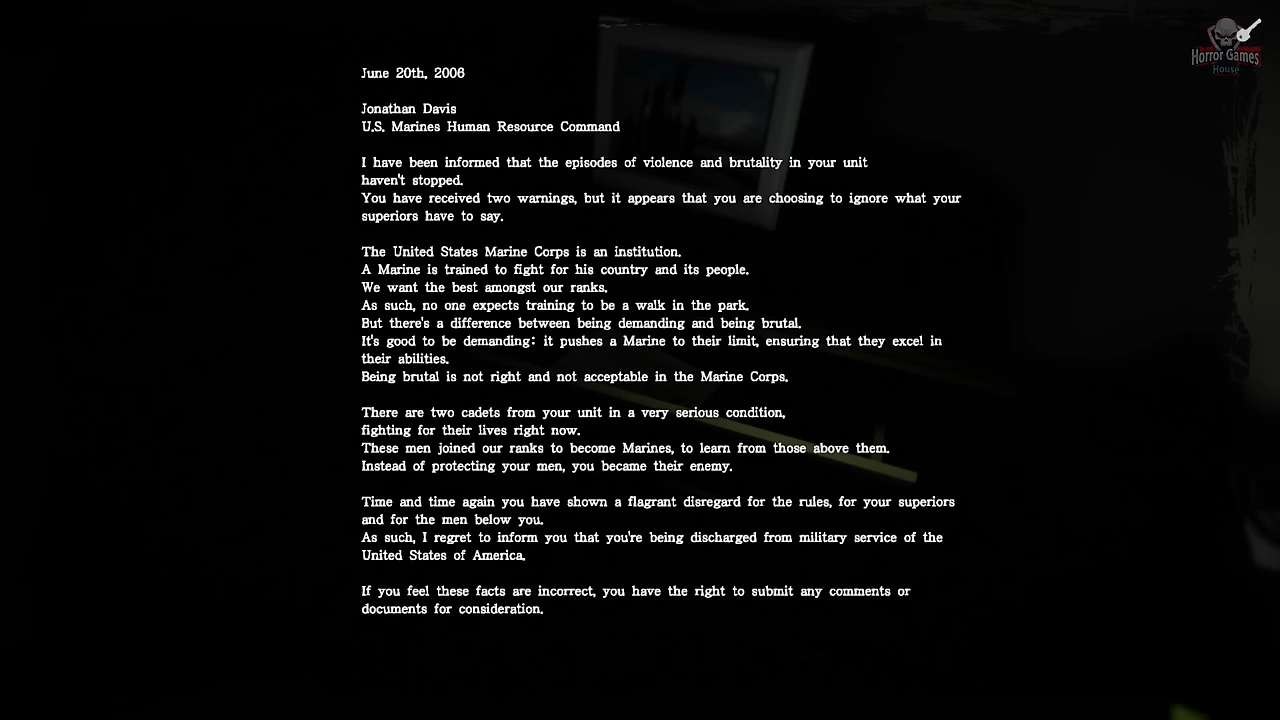 Horror Games
House
June 20th, 2006
Jonathan Davis
U.S. Marines Human Resource Command
I have been informed that the episodes of violence and brutality in your unit
haven't stopped.
You have received two warnings, but it appears that you are choosing to ignore what your
superiors have to say.
The United States Marine Corps is an institution.
A Marine is trained to fight for his country and its people.
We want the best amongst our ranks.
As such, no one expects training to be a walk in the park.
But there's a difference between being demanding and being brutal.
It's good to be demanding: it pushes a Marine to their limit, ensuring that they excel in
their abilities.
Being brutal is not right and not acceptable in the Marine Corps.
There are two cadets from your unit in a very serious condition,
fighting for their lives right now.
These men joined our ranks to become Marines, to learn from those above them.
Instead of protecting your men, you became their enemy.
Time and time again you have shown a flagrant disregard for the rules, for your superiors
and for the men below you.
As such, I regret to inform you that you're being discharged from military service of the
United States of America.
If you feel these facts are incorrect, you have the right to submit any comments or
documents for consideration.